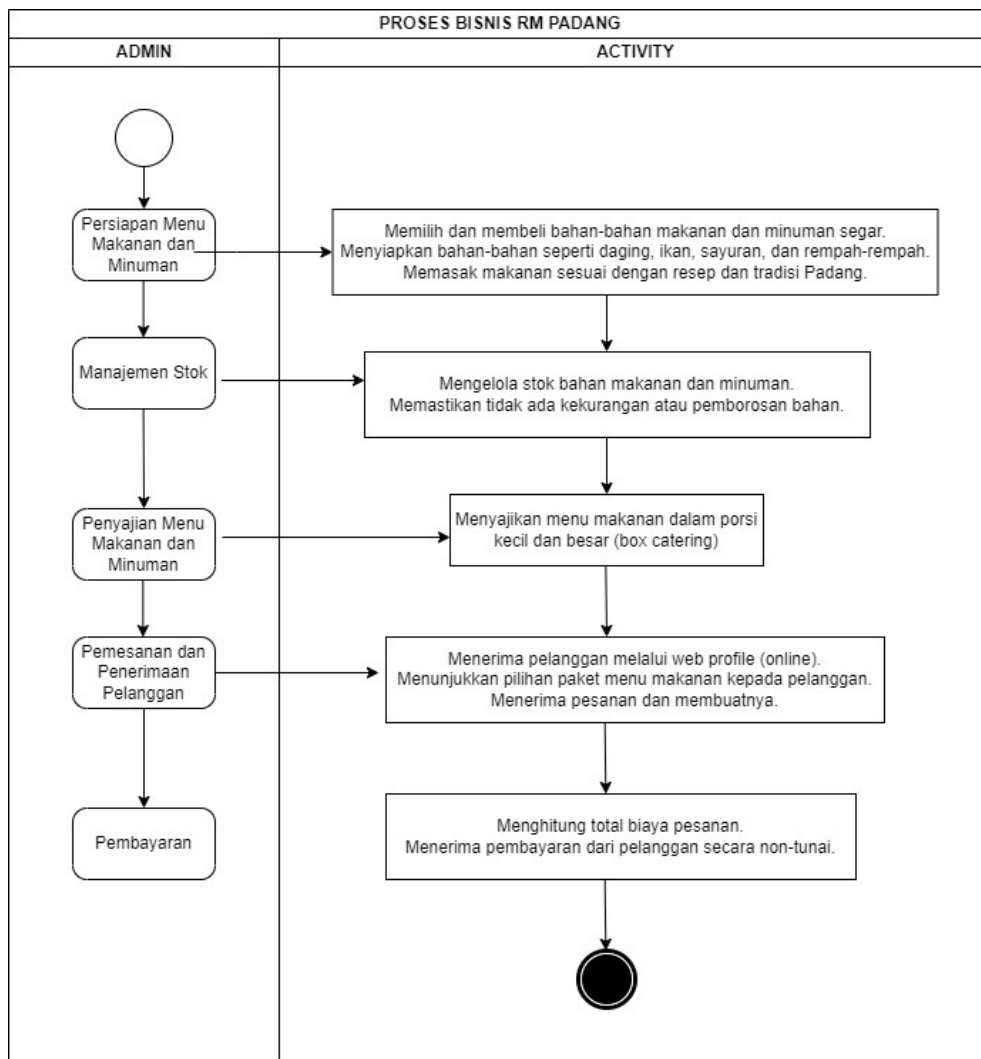 PROSES BISNIS RM PADANG
ADMIN
ACTIVITY
Persiapan Menu
Makanan dan
Minuman
Memilih dan membeli bahan-bahan makanan dan minuman segar.
Menyiapkan bahan-bahan seperti daging, ikan, sayuran, dan rempah-rempah.
Memasak makanan sesuai dengan resep dan tradisi Padang.
Manajemen Stok
Mengelola stok bahan makanan dan minuman.
Memastikan tidak ada kekurangan atau pemborosan bahan.
Penyajian Menu
Makanan dan
Minuman
Menyajikan menu makanan dalam porsi
kecil dan besar (box catering)
Pemesanan dan
Penerimaan
Pelanggan
Menerima pelanggan melalui web profile (online).
Menunjukkan pilihan paket menu makanan kepada pelanggan.
Menerima pesanan dan membuatnya.
Pembayaran
Menghitung total biaya pesanan.
Menerima pembayaran dari pelanggan secara non-tunai.